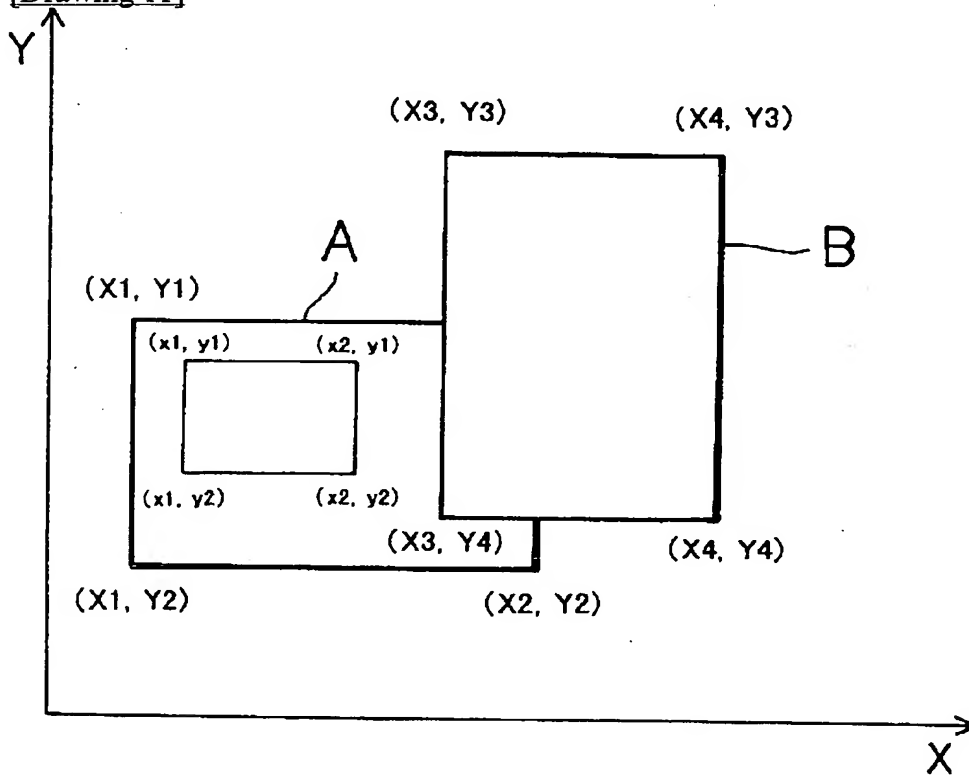 Y
(X3, Y3)
(X4, Y3)
A
B
(X1, Y1)
(x1, y1)
(x2, y1)
(x1, y2)
(x2, y2)
(X3, Y4)
(X4, Y4)
(X1, Y2)
(X2, Y2)
X